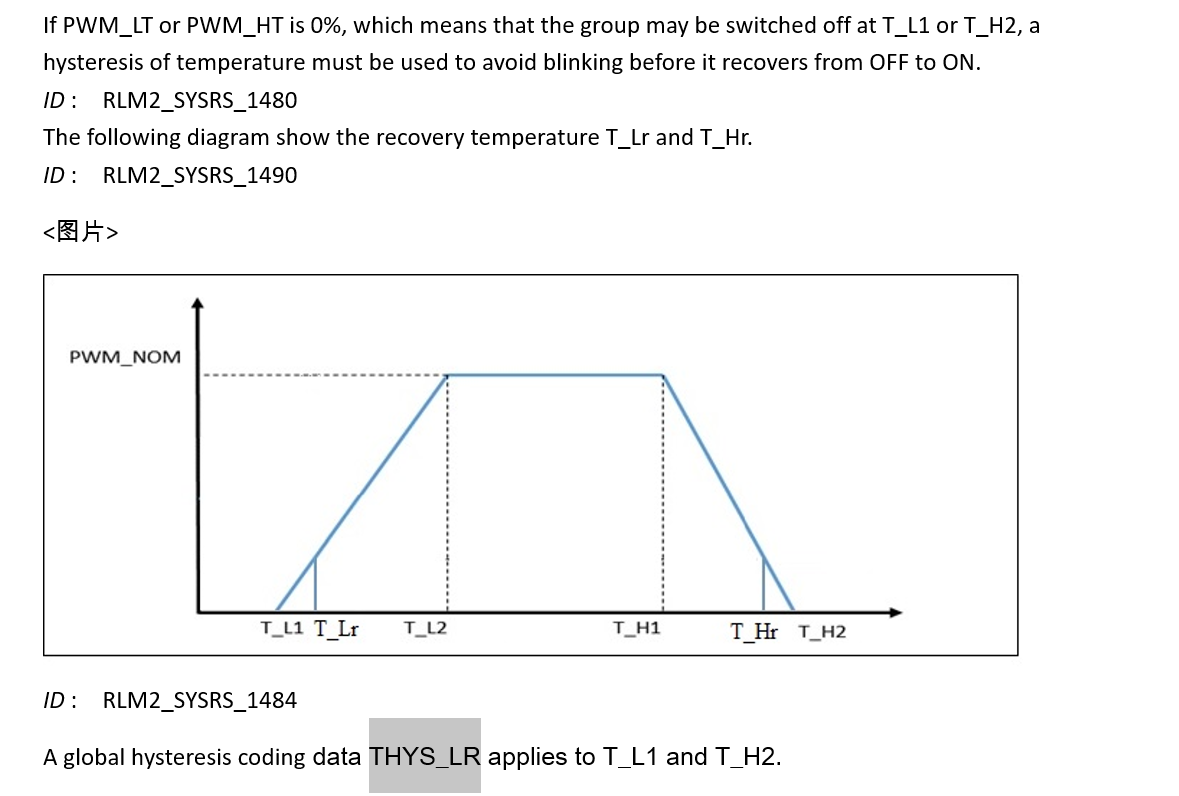 If PWM_LT or PWM_HT is 0%, which means that the group may be switched off at T_L1 or T_H2, a
hysteresis of temperature must be used to avoid blinking before it recovers from OFF to ON.
ID : RLM2_SYSRS_1480
The following diagram show the recovery temperature T_Lr and T_Hr.
ID : RLM2_SYSRS_1490
<图片>
PWM_NOM
T_L1 T_Lr T_L2 T_H1 T_Hr T_H2
ID : RLM2_SYSRS_1484
A global hysteresis coding data THYS_LR applies to T_L1 and T_H2.